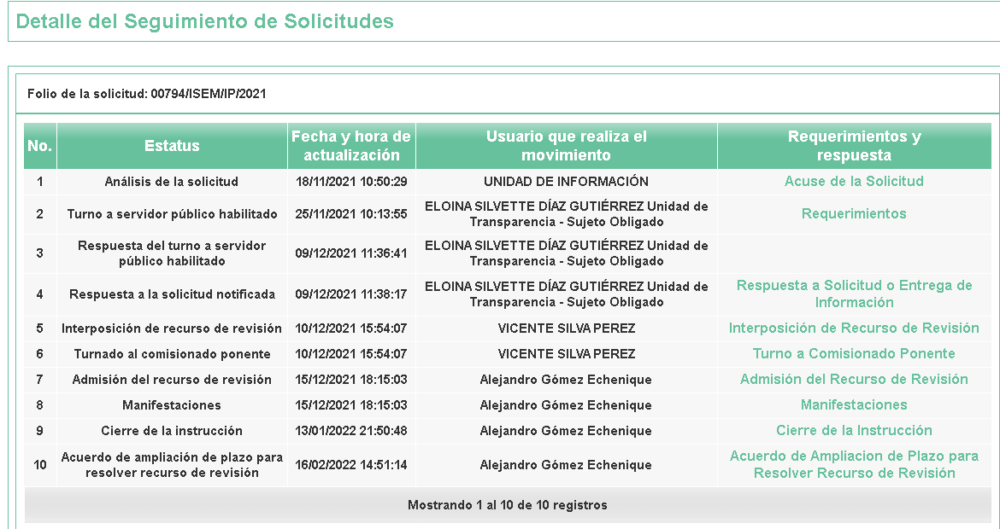 Detalle del Seguimiento de Solicitudes
Folio de la solicitud: 00794/ISEM/IP/2021
No. Estatus Fecha y hora de actualización Usuario que realiza el movimiento Requerimientos y respuesta
1 Análisis de la solicitud 18/11/2021 10:50:29 UNIDAD DE INFORMACIÓN Acuse de la Solicitud
2 Turno a servidor público habilitado 25/11/2021 10:13:55 ELOINA SILVETTE DÍAZ GUTIÉRREZ Unidad de Transparencia - Sujeto Obligado Requerimientos
3 Respuesta del turno a servidor público habilitado 09/12/2021 11:36:41 ELOINA SILVETTE DÍAZ GUTIÉRREZ Unidad de Transparencia - Sujeto Obligado
4 Respuesta a la solicitud notificada 09/12/2021 11:38:17 ELOINA SILVETTE DÍAZ GUTIÉRREZ Unidad de Transparencia - Sujeto Obligado Respuesta a Solicitud o Entrega de Información
5 Interposición de recurso de revisión 10/12/2021 15:54:07 VICENTE SILVA PEREZ Interposición de Recurso de Revisión
6 Turnado al comisionado ponente 10/12/2021 15:54:07 VICENTE SILVA PEREZ Turno a Comisionado Ponente
7 Admisión del recurso de revisión 15/12/2021 18:15:03 Alejandro Gómez Echenique Admisión del Recurso de Revisión
8 Manifestaciones 15/12/2021 18:15:03 Alejandro Gómez Echenique Manifestaciones
9 Cierre de la instrucción 13/01/2022 21:50:48 Alejandro Gómez Echenique Cierre de la Instrucción
10 Acuerdo de ampliación de plazo para resolver recurso de revisión 16/02/2022 14:51:14 Alejandro Gómez Echenique Acuerdo de Ampliacion de Plazo para Resolver Recurso de Revisión
Mostrando 1 al 10 de 10 registros